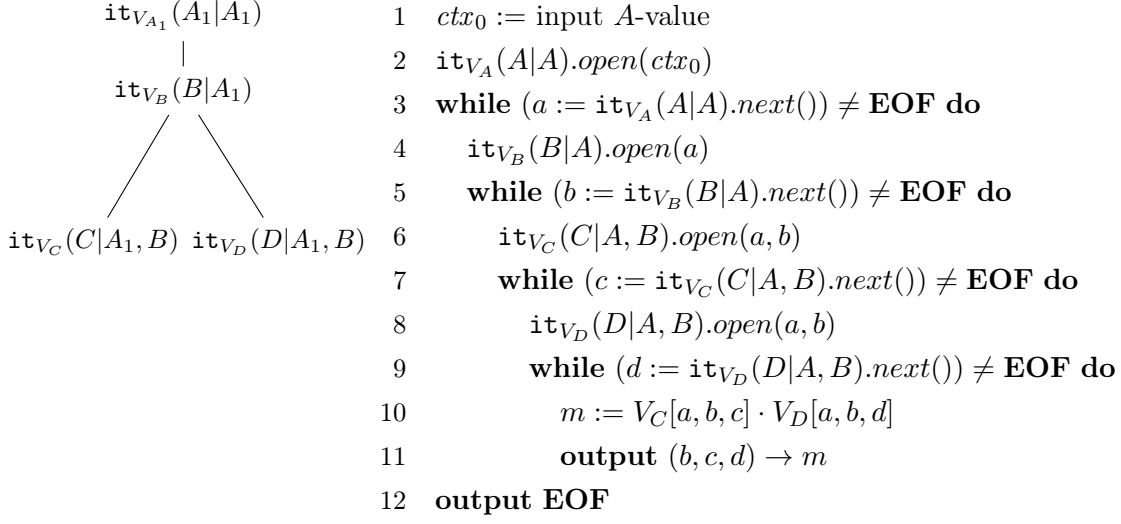 it_{V_{A_1}}(A_1|A_1)
it_{V_B}(B|A_1)
it_{V_C}(C|A_1, B) it_{V_D}(D|A_1, B)
1 ctx_0 := input A-value
2 it_{V_A}(A|A).open(ctx_0)
3 while (a := it_{V_A}(A|A).next()) ≠ EOF do
4 it_{V_B}(B|A).open(a)
5 while (b := it_{V_B}(B|A).next()) ≠ EOF do
6 it_{V_C}(C|A, B).open(a, b)
7 while (c := it_{V_C}(C|A, B).next()) ≠ EOF do
8 it_{V_D}(D|A, B).open(a, b)
9 while (d := it_{V_D}(D|A, B).next()) ≠ EOF do
10 m := V_C[a, b, c] · V_D[a, b, d]
11 output (b, c, d) → m
12 output EOF